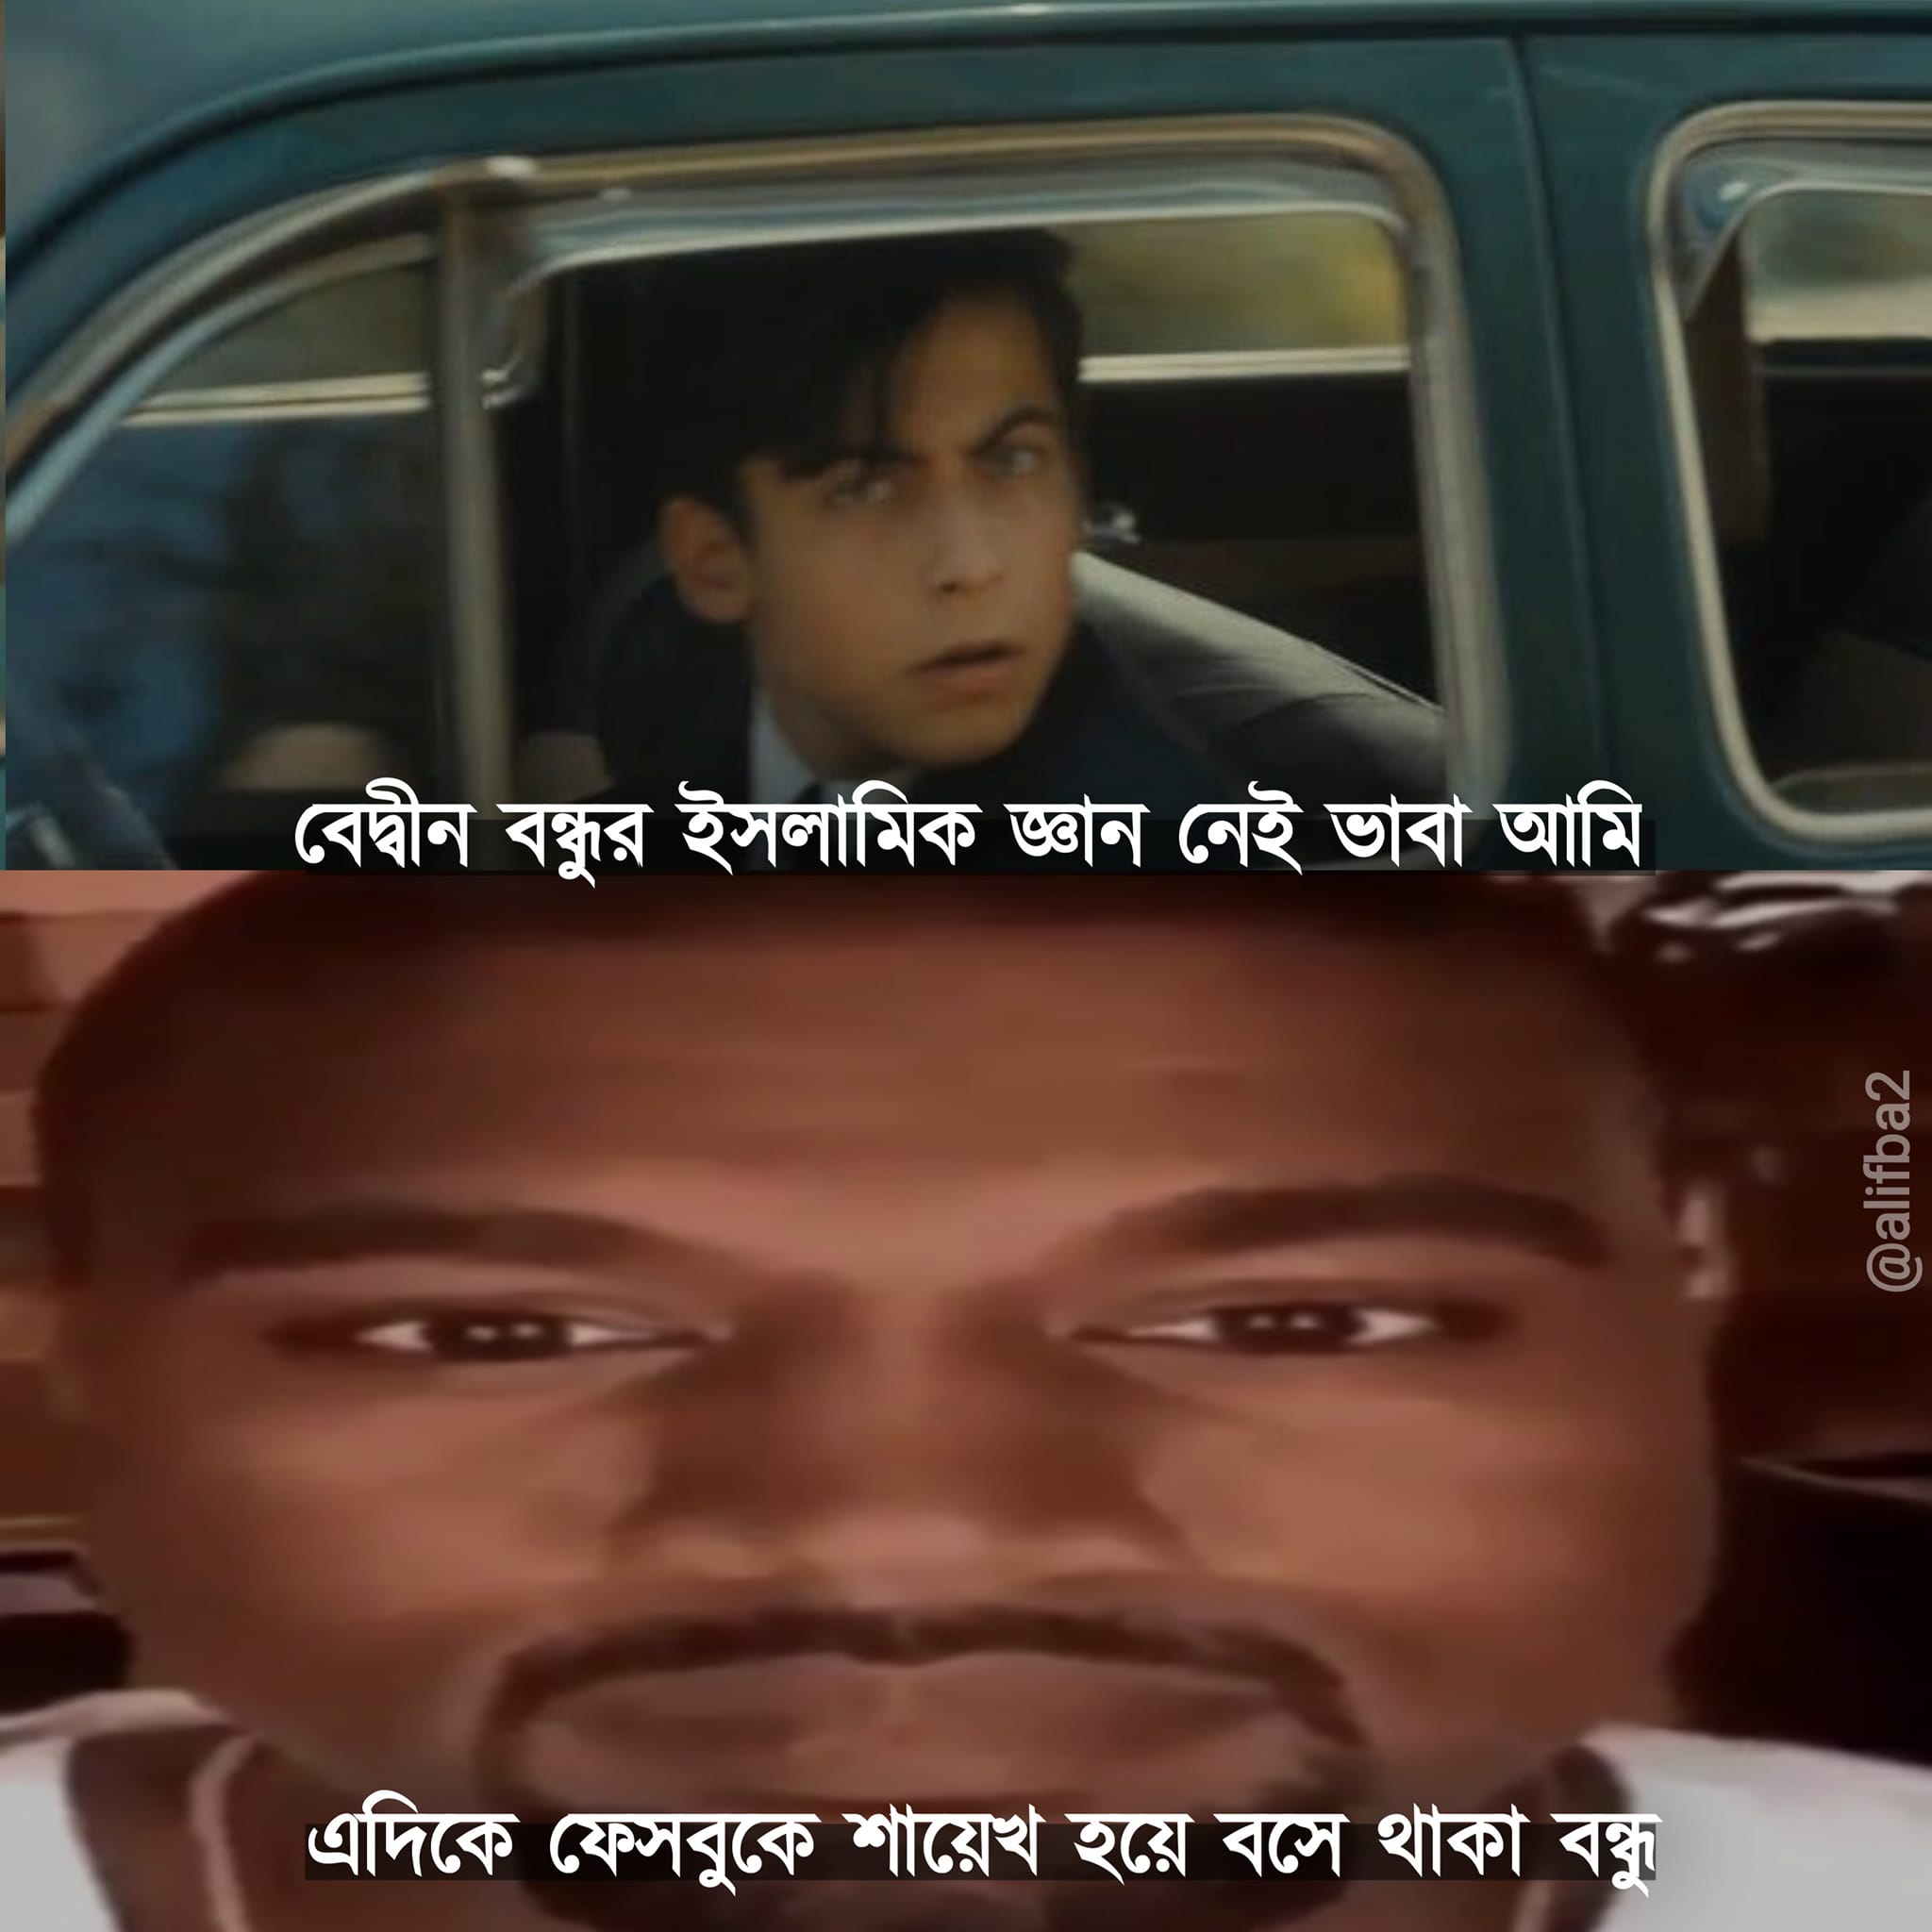 বেদ্বীন বন্ধুর ইসলামিক জ্ঞান নেই ভাবা আমি
@alifba2
এদিকে ফেসবুকে শায়েখ হয়ে বসে থাকা বন্ধু